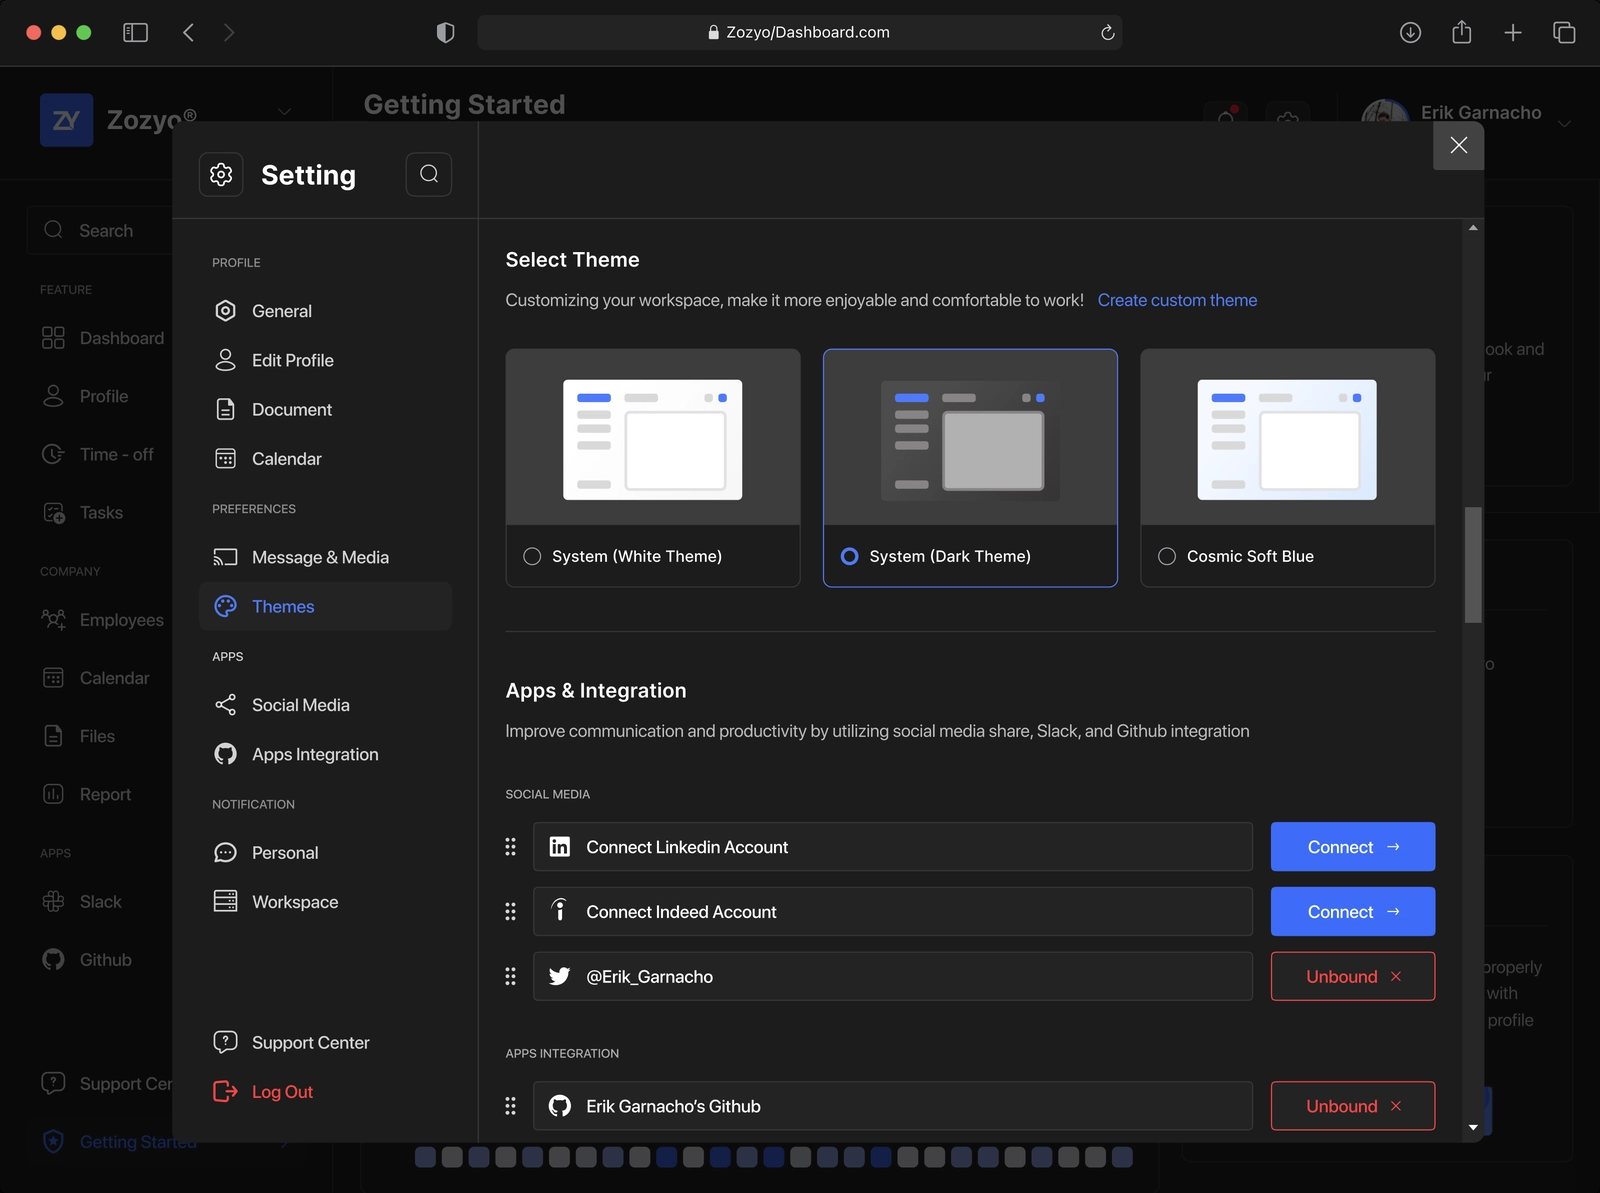 Zozyo/Dashboard.com
ZY
Zozyo®
Getting Started
Erik Garnacho
Search
FEATURE
Dashboard
Profile
Time - off
Tasks
COMPANY
Employees
Calendar
Files
Report
APPS
Slack
Github
Support
Getting Started
Setting
PROFILE
General
Edit Profile
Document
Calendar
PREFERENCES
Message & Media
Themes
APPS
Social Media
Apps Integration
NOTIFICATION
Personal
Workspace
Support Center
Log Out
Select Theme
Customizing your workspace, make it more enjoyable and comfortable to work! Create custom theme
System (White Theme)
System (Dark Theme)
Cosmic Soft Blue
Apps & Integration
Improve communication and productivity by utilizing social media share, Slack, and Github integration
SOCIAL MEDIA
in Connect Linkedin Account
Connect →
Connect Indeed Account
Connect →
@Erik_Garnacho
Unbound ×
APPS INTEGRATION
Erik Garnacho's Github
Unbound ×
and
properly
with
profile